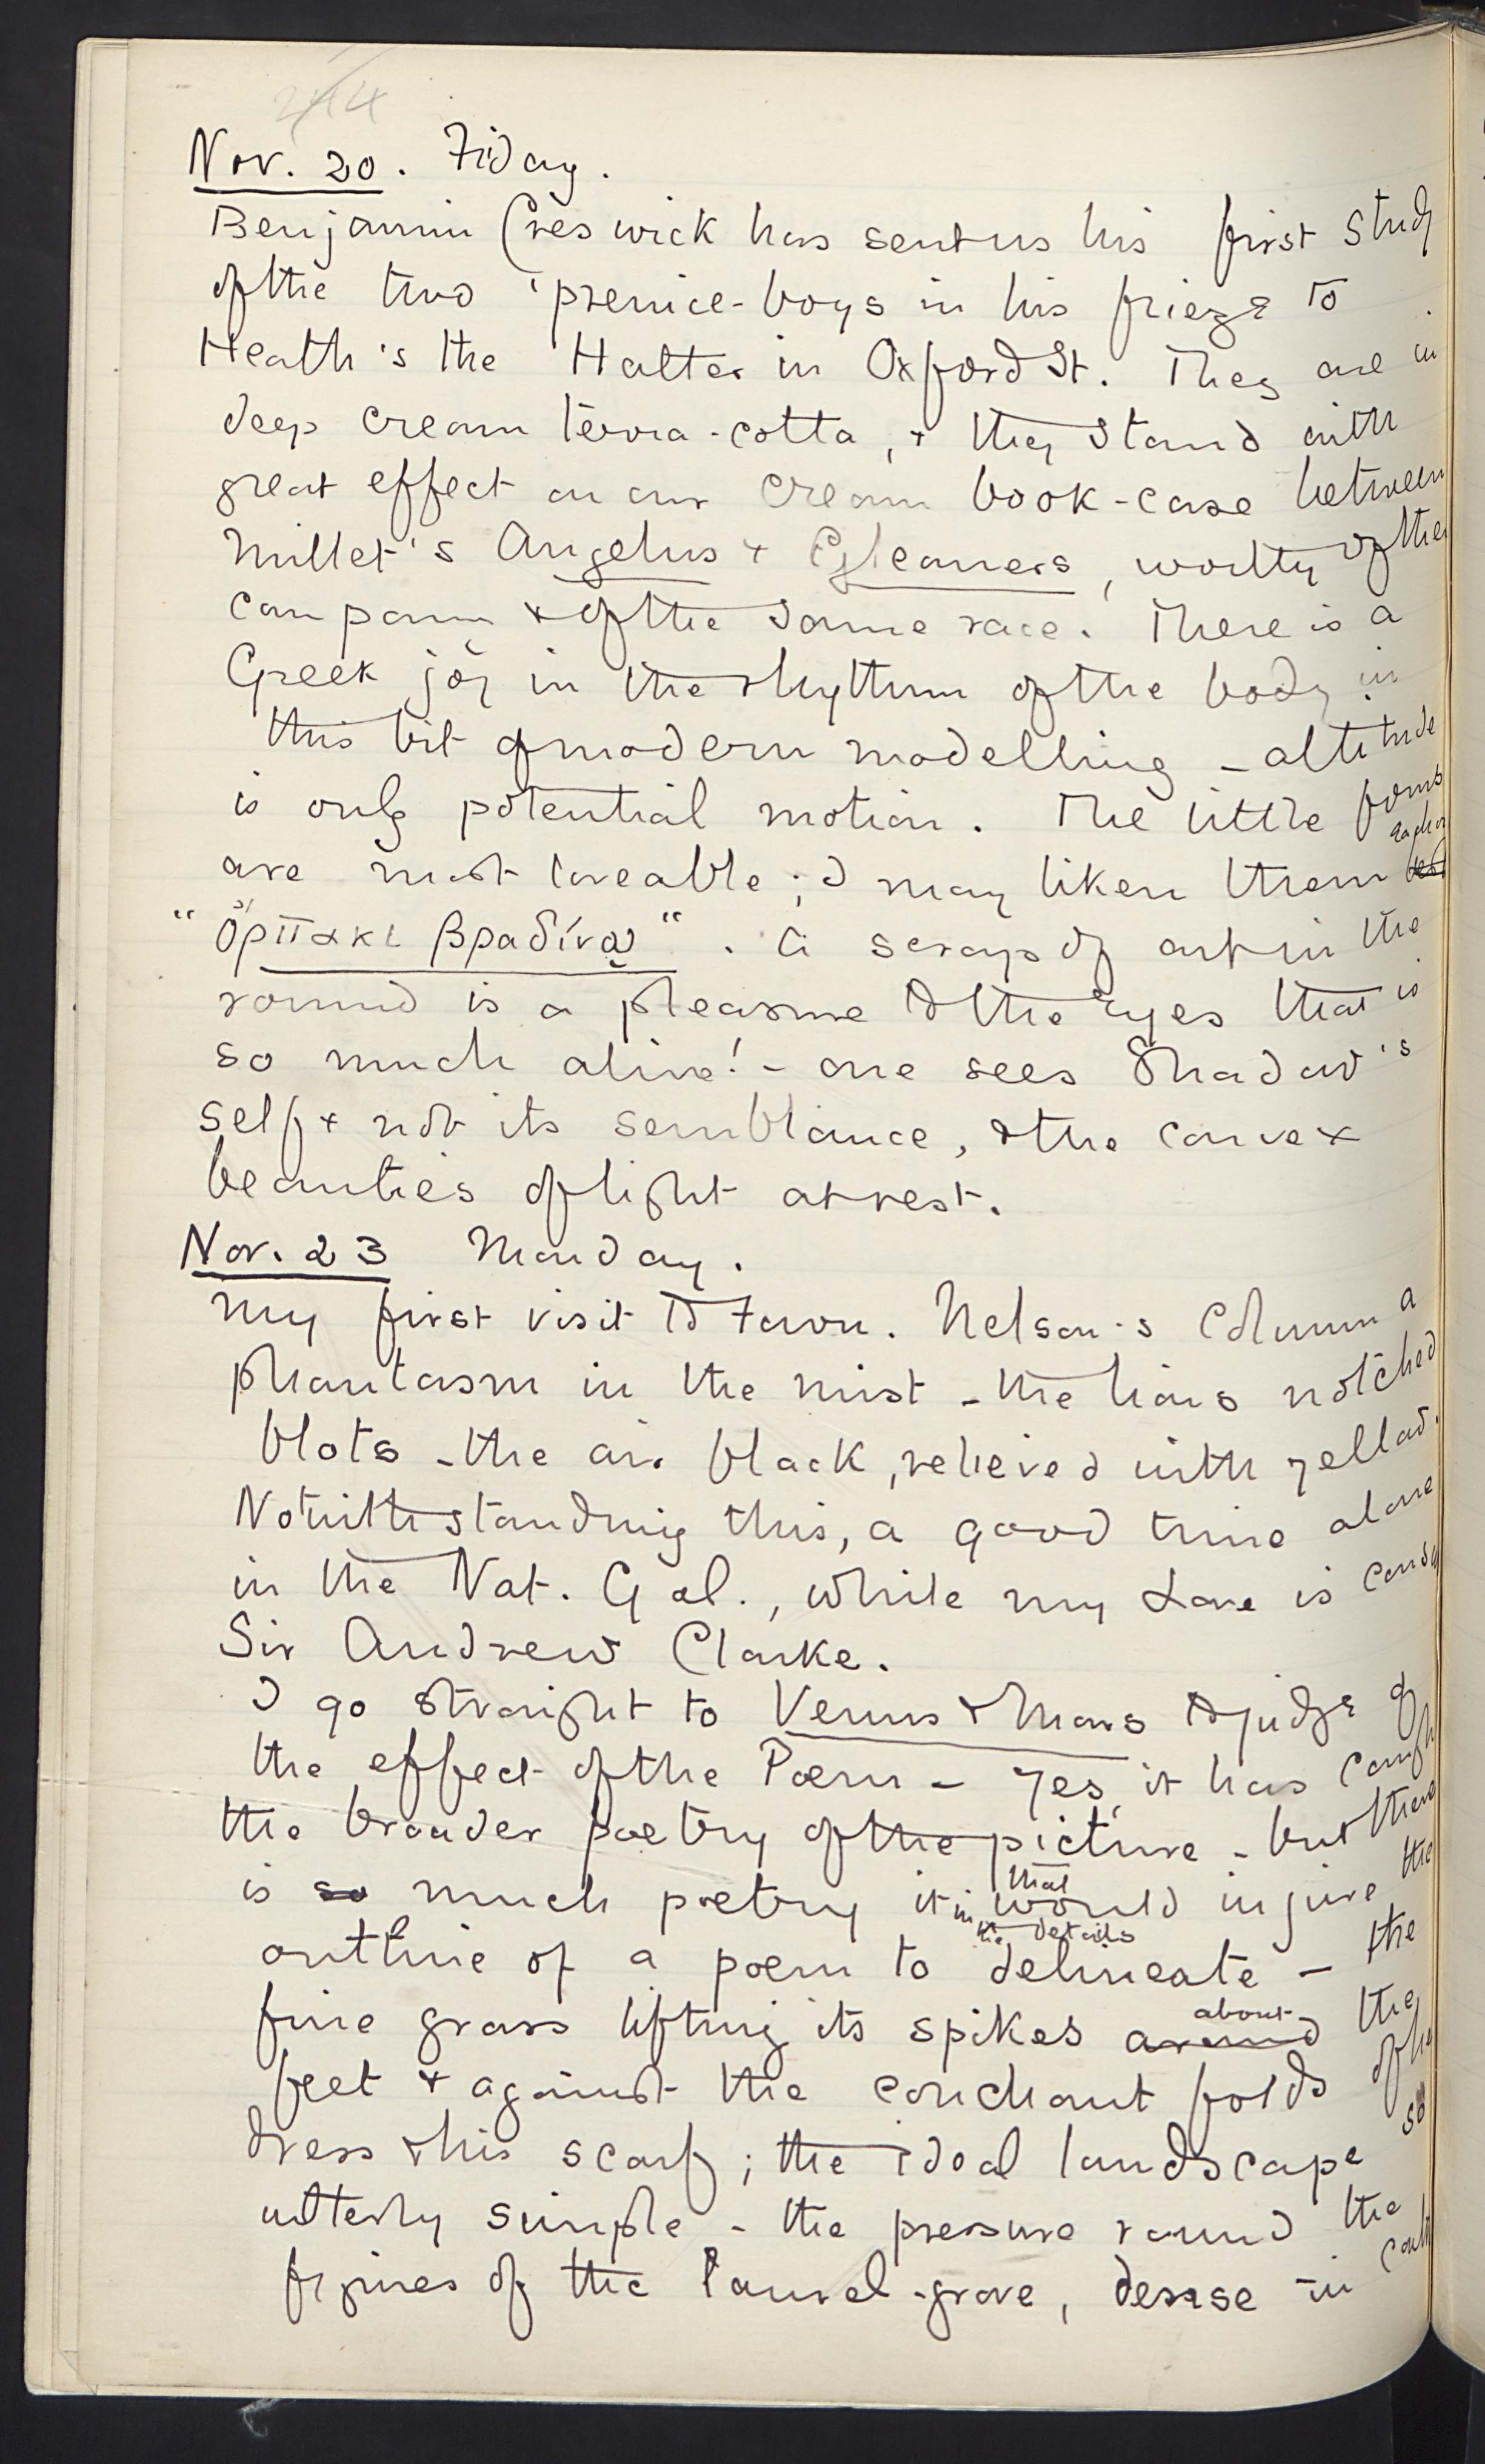 244
Nov. 20. Friday.
Benjamin Creswick has sent us his first study
of the two 'prentice-boys in his frieze to
Heath's the Hatter in Oxford St. They are in
deep cream terra-cotta, & they stand with
great effect on our cream book-case between
Millet's Angelus & Gleaners, worthy of the
company & of the same race. There is a
Greek joy in the rhythm of the body in
this bit of modern modelling - attitude
is only potential motion. The little forms
are most loveable; I may liken them each to
"ὄρπακι βραδίνῳ". A scrap of art in the
round is a pleasure to the eyes that is
so much alive! - one sees Shadow's
self & not its semblance, & the convex
beauties of light at rest.
Nov. 23 Monday.
My first visit to town. Nelson's Column a
phantasm in the mist - the lions notched
blots - the air black, relieved with yellow.
Notwithstanding this, a good time alone
in the Nat. Gal., while my Love is
Sir Andrew Clarke.
I go straight to Venus & Mars to judge of
the effect of the Poem - yes, it has caugh
the broader poetry of the picture - but there
is so much poetry in the details that it would injure the
outline of a poem to delineate - the
fine grass lifting its spikes around about the
feet & against the couchant folds of he
dress & his scarf; the ideal landscape so
utterly simple - the pressure round the
figures of the laurel-grove, dense in